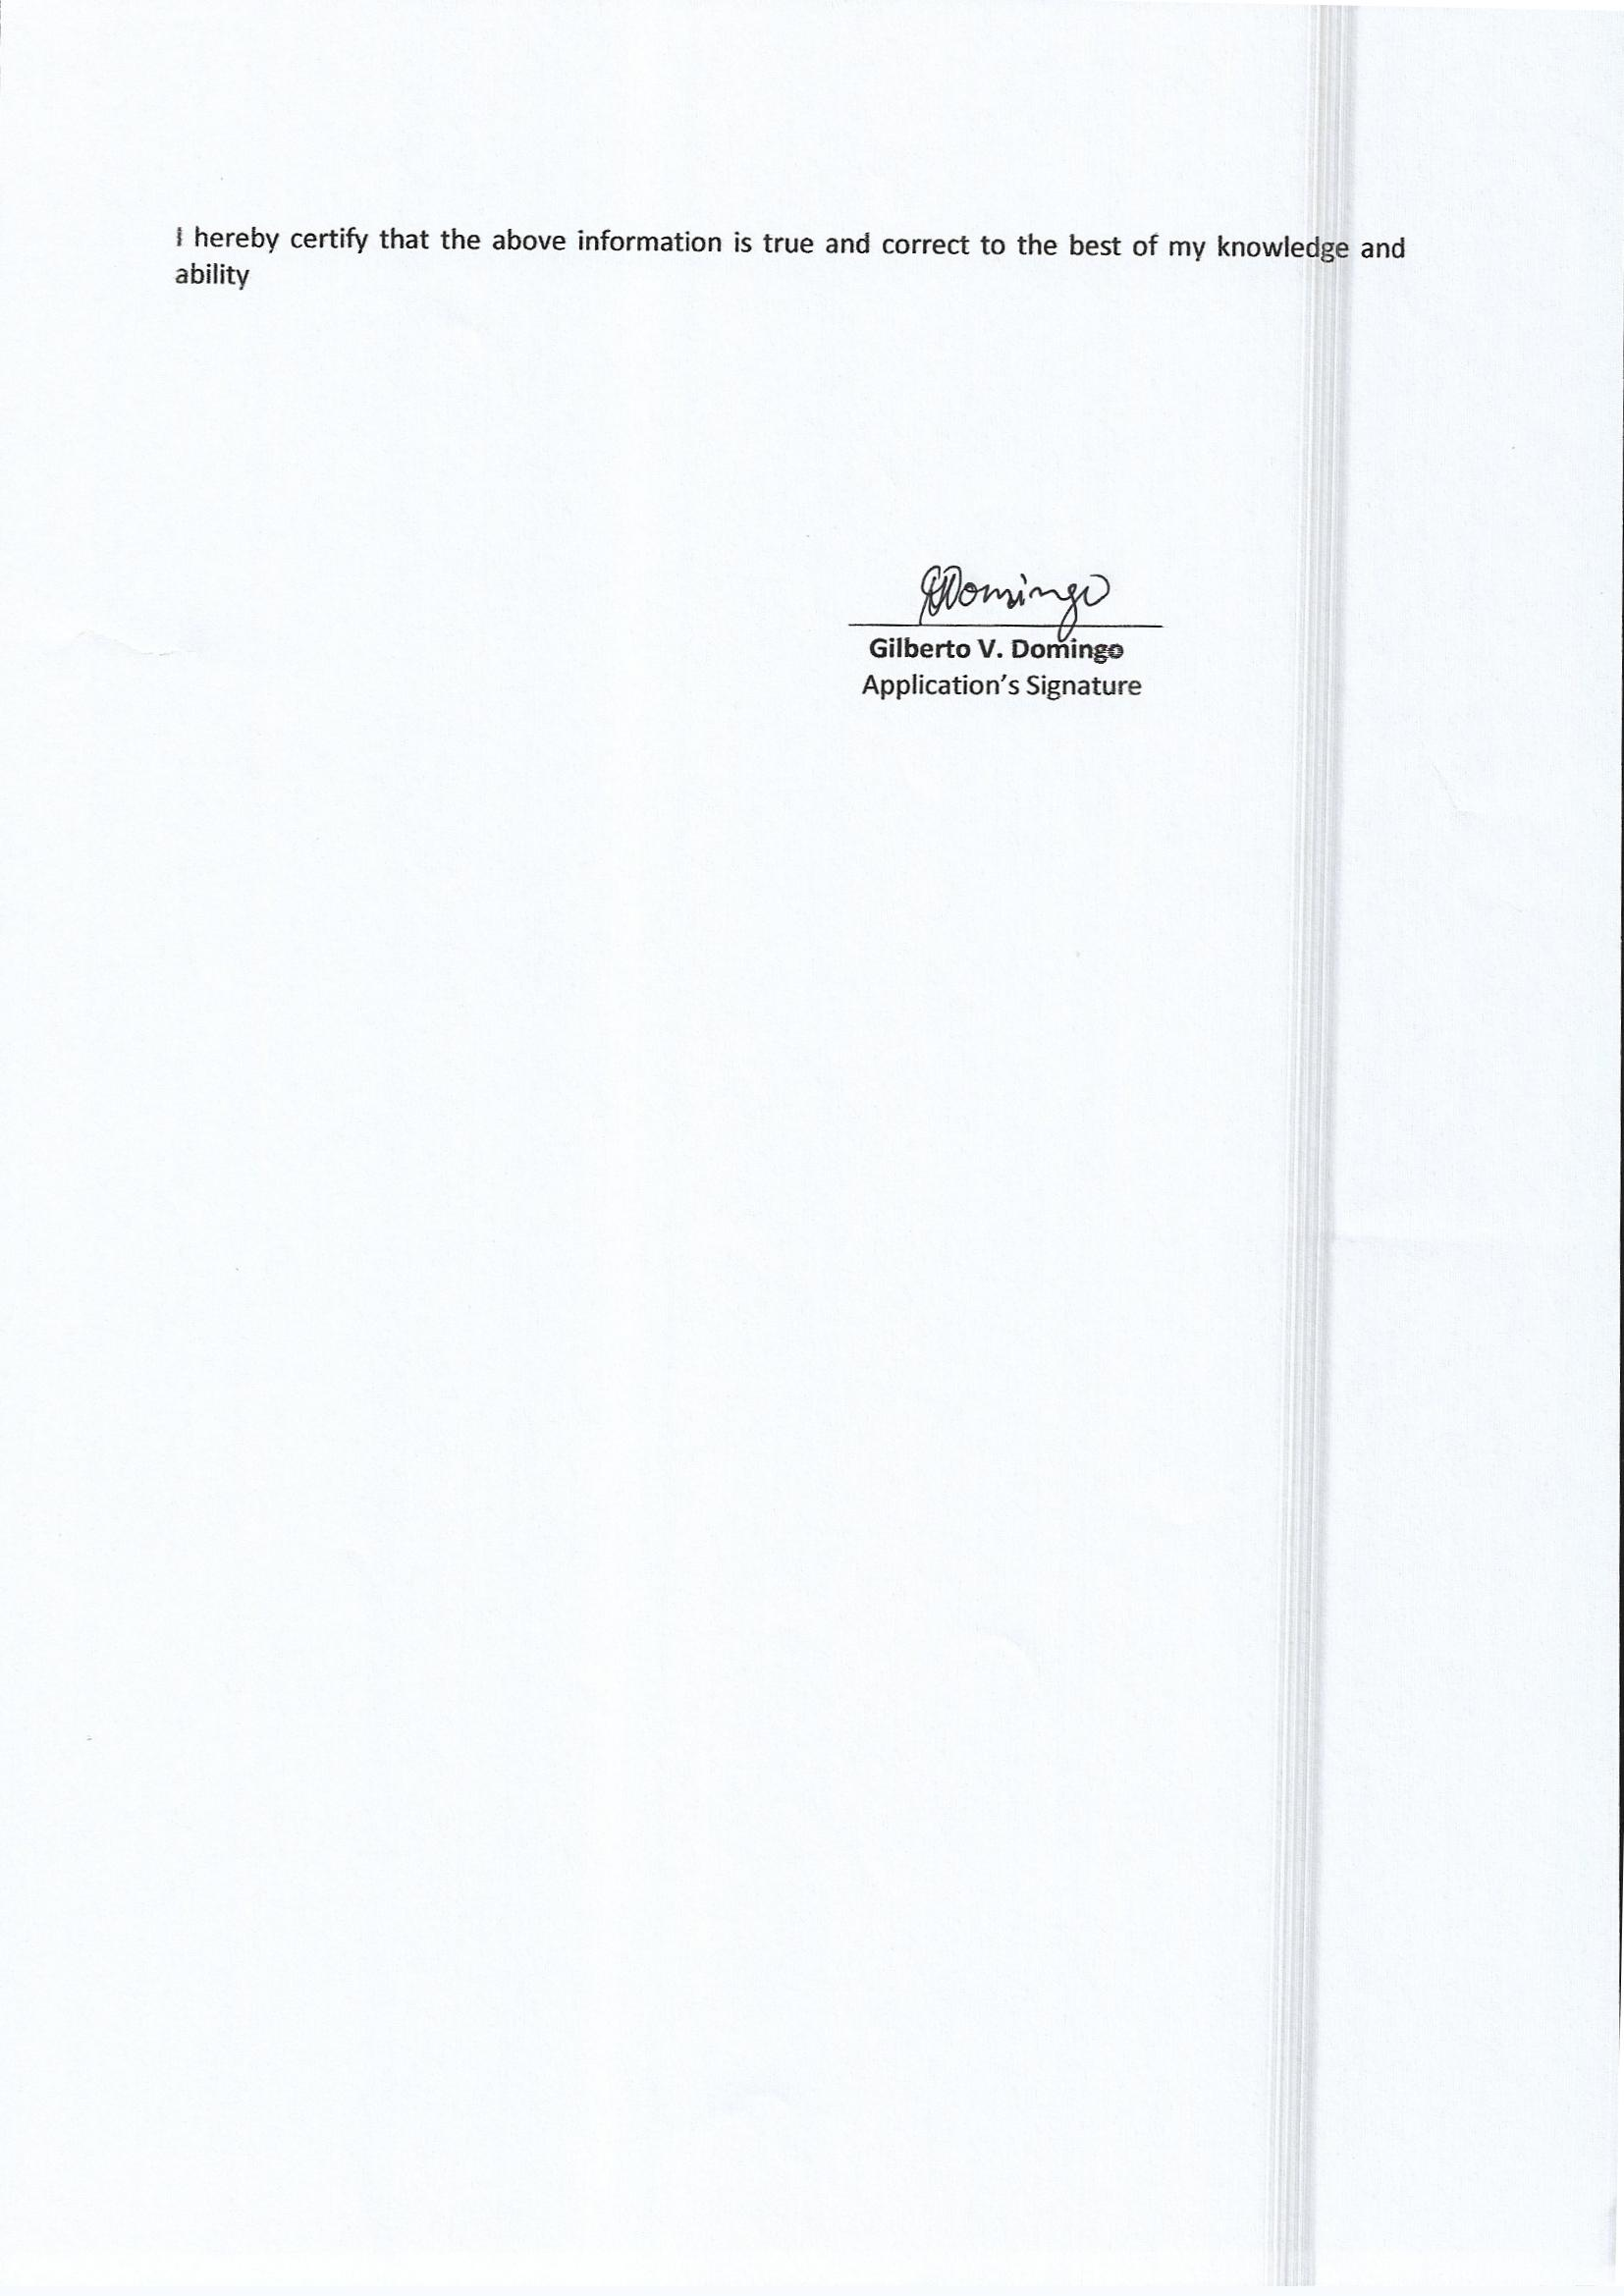 I hereby certify that the above information is true and correct to the best of my knowledge and
ability
GDomingo
Gilberto V. Domingo
Application's Signature